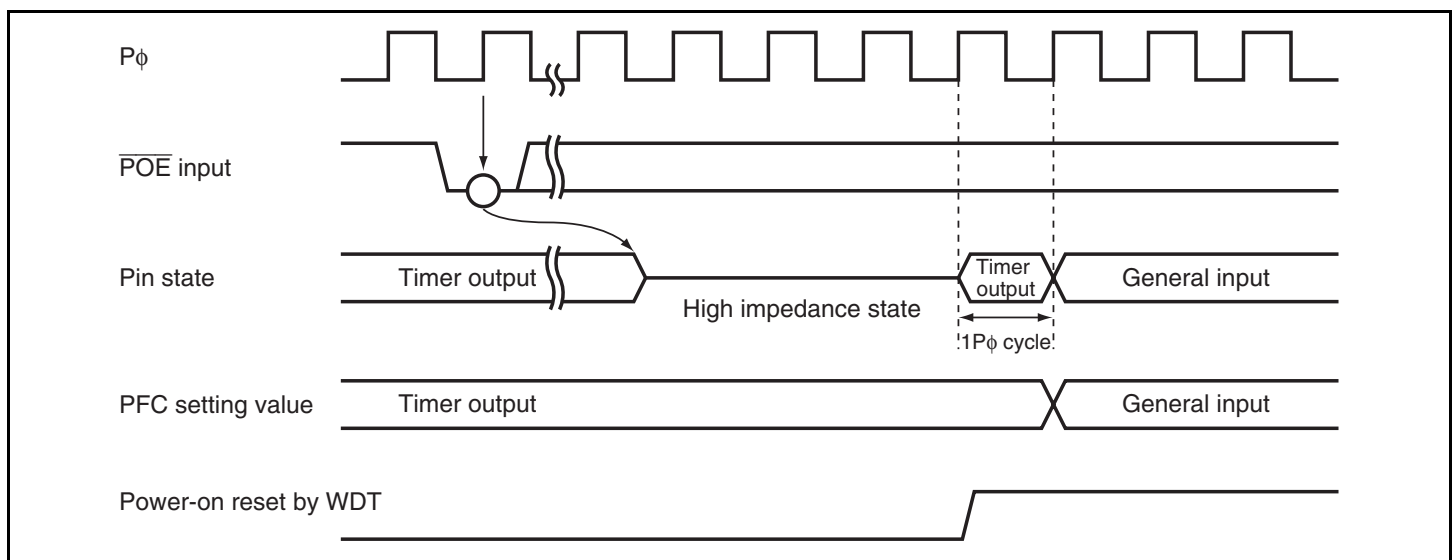 Pϕ
POE input
Pin state
Timer output
High impedance state
Timer
output
General input
1Pϕ cycle
PFC setting value
Timer output
General input
Power-on reset by WDT